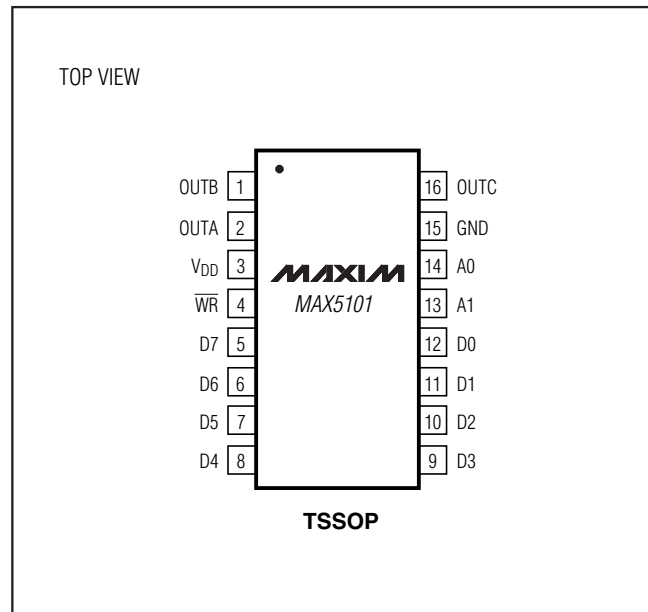 TOP VIEW
OUTB 1 16 OUTC
OUTA 2 15 GND
VDD 3 14 A0
MAXIM
W̅R̅ 4 13 A1
MAX5101
D7 5 12 D0
D6 6 11 D1
D5 7 10 D2
D4 8 9 D3
TSSOP